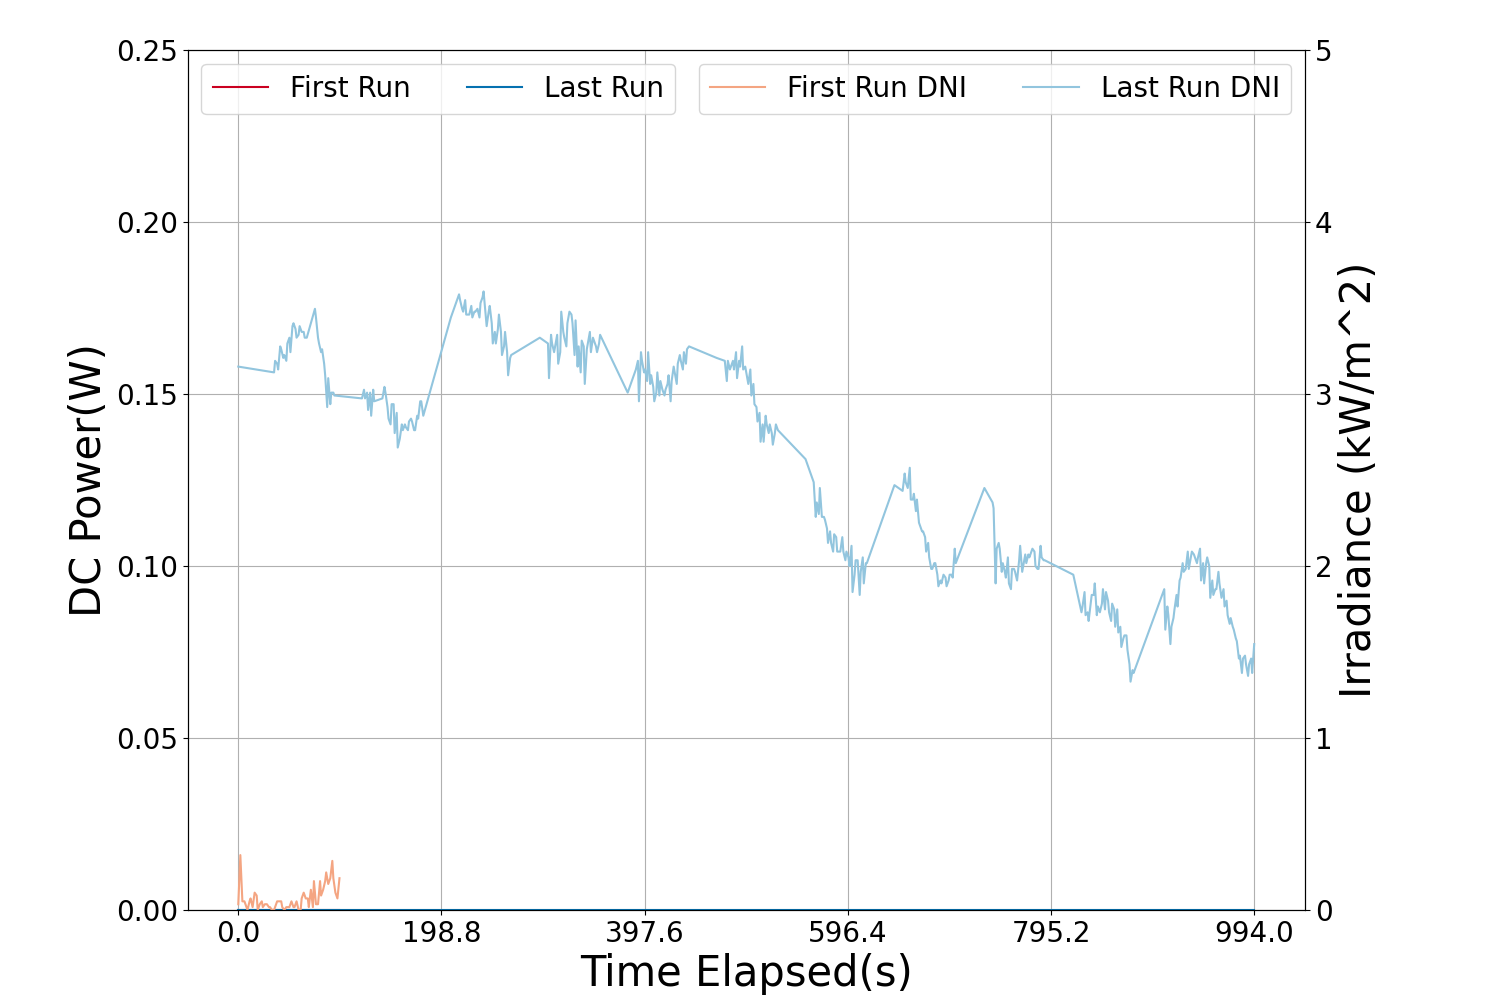 First Run
Last Run
First Run DNI
Last Run DNI
DC Power(W)
0.25
0.20
0.15
0.10
0.05
0.00
5
4
3
2
1
0
Irradiance (kW/m^2)
0.0 198.8 397.6 596.4 795.2 994.0
Time Elapsed(s)